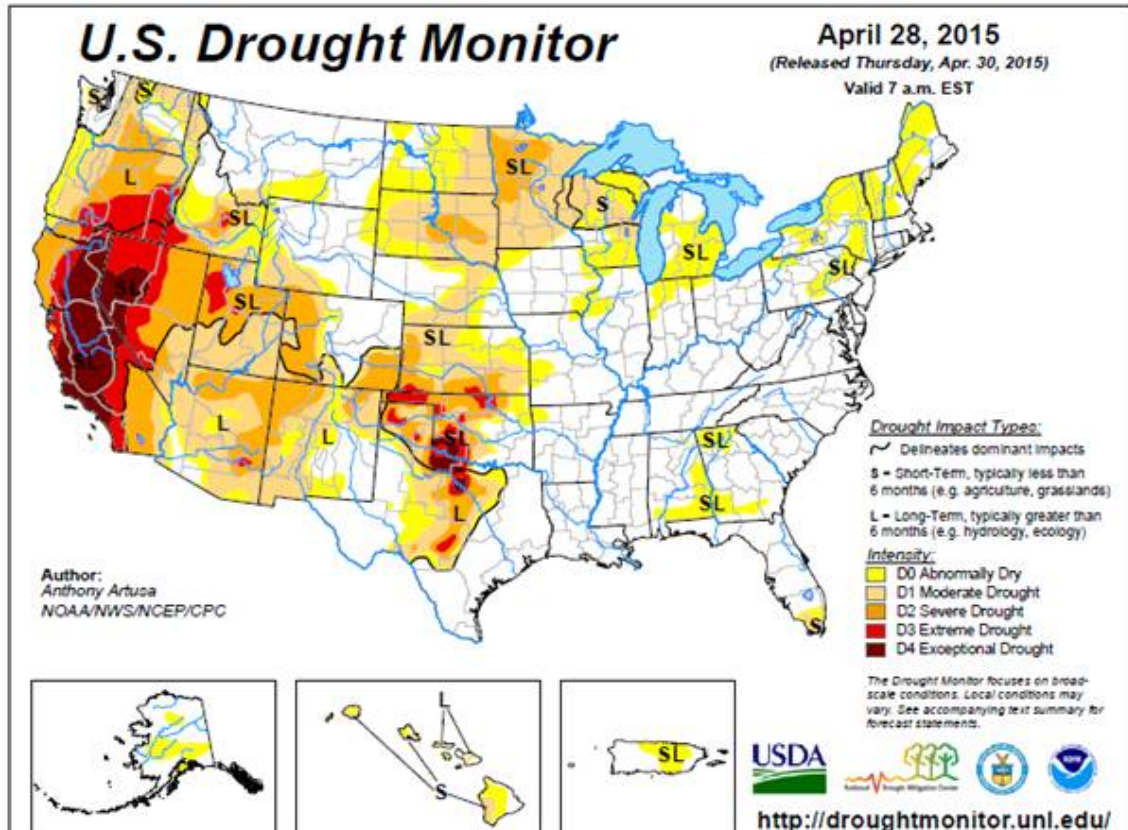 U.S. Drought Monitor
April 28, 2015
(Released Thursday, Apr. 30, 2015)
Valid 7 a.m. EST
S
S
L
SL
SL
S
SL
SL
SL
SL
SL
SL
L
L
SL
L
SL
SL
S
Drought Impact Types:
Delineates dominant impacts
S = Short-Term, typically less than
6 months (e.g. agriculture, grasslands)
L = Long-Term, typically greater than
6 months (e.g. hydrology, ecology)
Intensity:
D0 Abnormally Dry
D1 Moderate Drought
D2 Severe Drought
D3 Extreme Drought
D4 Exceptional Drought
Author:
Anthony Artusa
NOAA/NWS/NCEP/CPC
The Drought Monitor focuses on broad-
scale conditions. Local conditions may
vary. See accompanying text summary for
forecast statements.
L
S
SL
USDA
National Drought Mitigation Center
http://droughtmonitor.unl.edu/